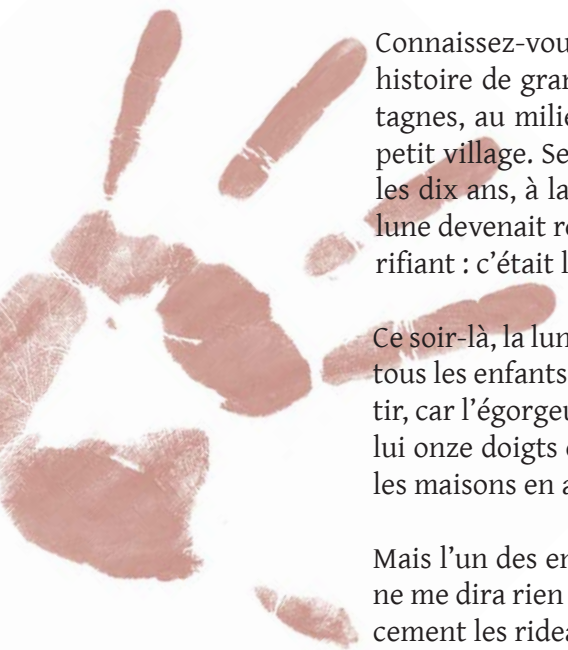 Connaissez-vou
histoire de gran
tagnes, au milie
petit village. Se
les dix ans, à la
lune devenait ro
rifiant : c’était l
Ce soir-là, la lun
tous les enfants
tir, car l’égorgeu
lui onze doigts
les maisons en a
Mais l’un des en
ne me dira rien
cement les ridea